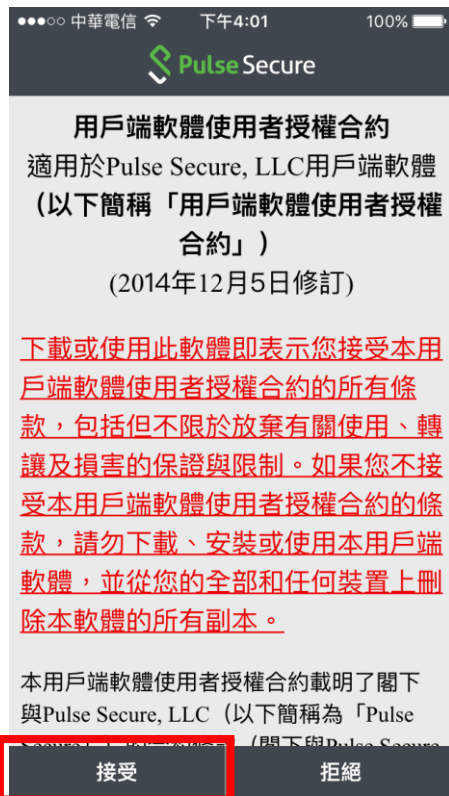 中華電信 下午4:01 100%
Pulse Secure
用戶端軟體使用者授權合約
適用於Pulse Secure, LLC用戶端軟體
（以下簡稱「用戶端軟體使用者授權
合約」）
(2014年12月5日修訂)
下載或使用此軟體即表示您接受本用
戶端軟體使用者授權合約的所有條
款，包括但不限於放棄有關使用、轉
讓及損害的保證與限制。如果您不接
受本用戶端軟體使用者授權合約的條
款，請勿下載、安裝或使用本用戶端
軟體，並從您的全部和任何裝置上刪
除本軟體的所有副本。
本用戶端軟體使用者授權合約載明了閣下
與Pulse Secure, LLC（以下簡稱為「Pulse
接受 拒絕